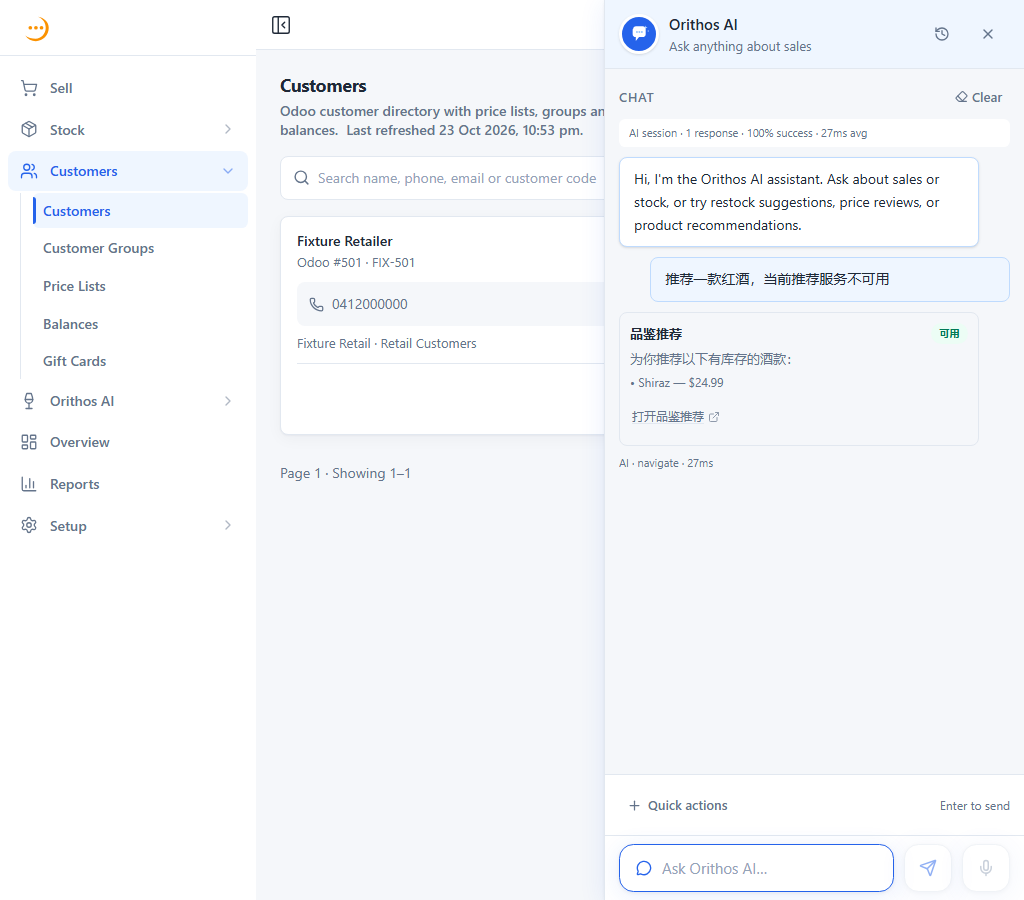 Sell
Stock
Customers
Customers
Customer Groups
Price Lists
Balances
Gift Cards
Orithos AI
Overview
Reports
Setup
Customers
Odoo customer directory with price lists, groups an
balances. Last refreshed 23 Oct 2026, 10:53 pm.
Search name, phone, email or customer code
Fixture Retailer
Odoo #501 · FIX-501
0412000000
Fixture Retail · Retail Customers
Page 1 · Showing 1–1
Orithos AI
Ask anything about sales
CHAT
Clear
AI session · 1 response · 100% success · 27ms avg
Hi, I'm the Orithos AI assistant. Ask about sales or
stock, or try restock suggestions, price reviews, or
product recommendations.
推荐一款红酒，当前推荐服务不可用
品鉴推荐
可用
为你推荐以下有库存的酒款：
• Shiraz — $24.99
打开品鉴推荐
AI · navigate · 27ms
Quick actions
Enter to send
Ask Orithos AI...